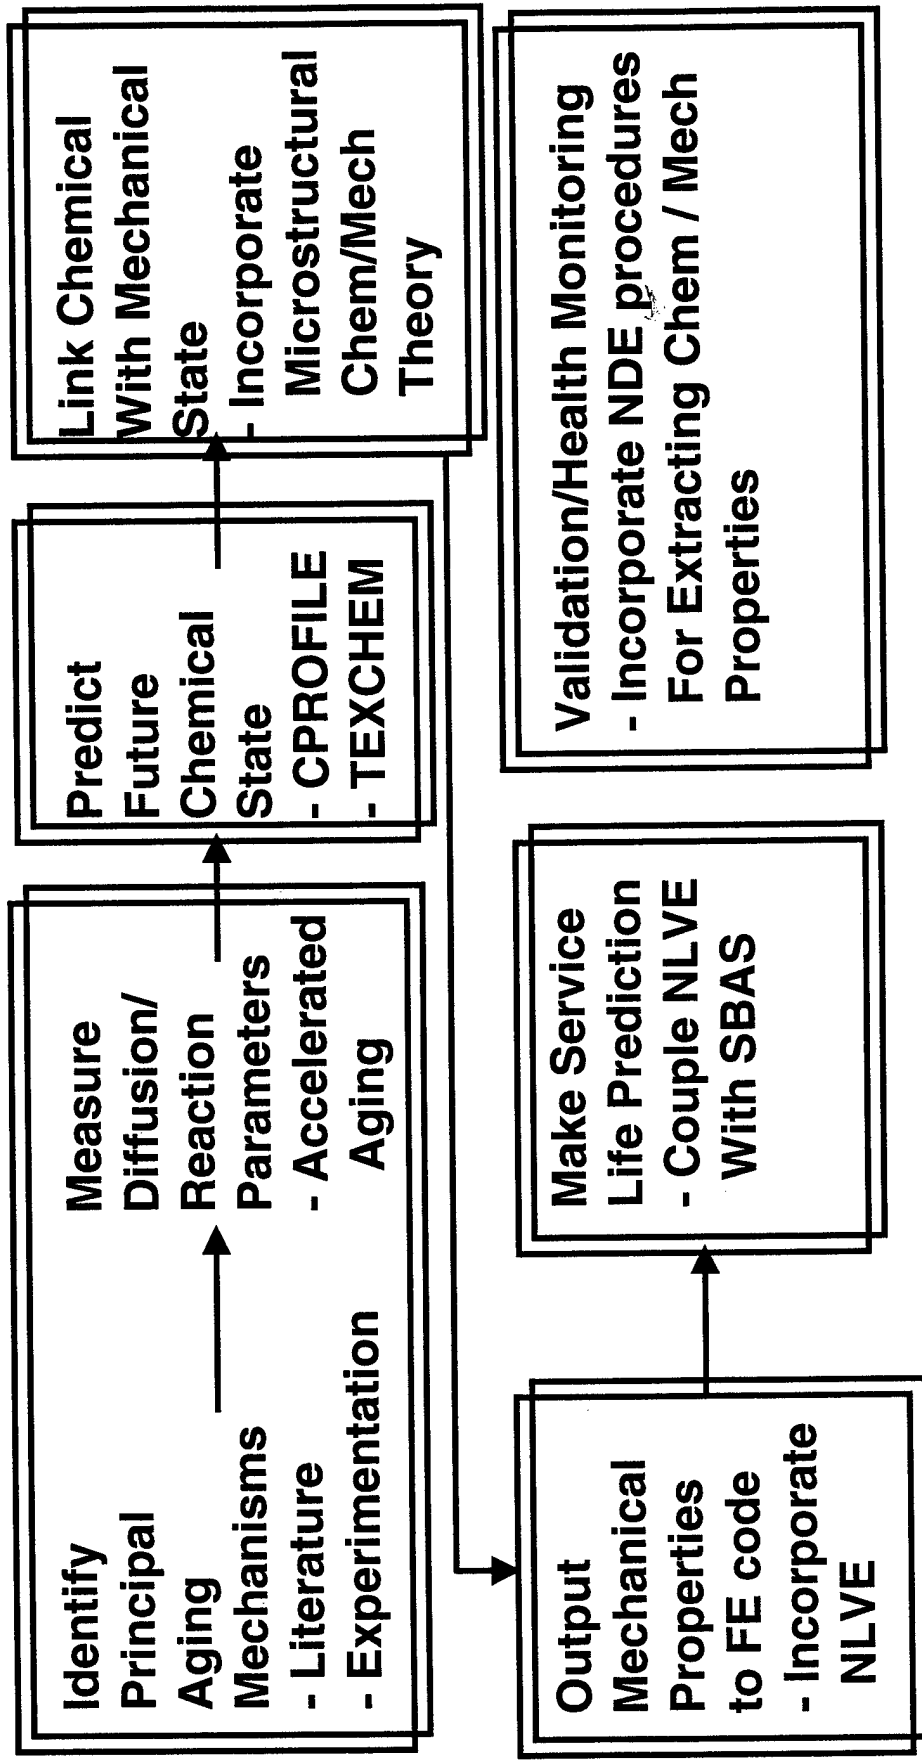 Identify
Principal
Aging
Mechanisms
- Literature
- Experimentation
Measure
Diffusion/
Reaction
Parameters
- Accelerated
Aging
Predict
Future
Chemical
State
- CPROFILE
- TEXCHEM
Link Chemical
With Mechanical
State
- Incorporate
Microstructural
Chem/Mech
Theory
Output
Mechanical
Properties
to FE code
- Incorporate
NLVE
Make Service
Life Prediction
- Couple NLVE
With SBAS
Validation/Health Monitoring
- Incorporate NDE procedures
For Extracting Chem / Mech
Properties